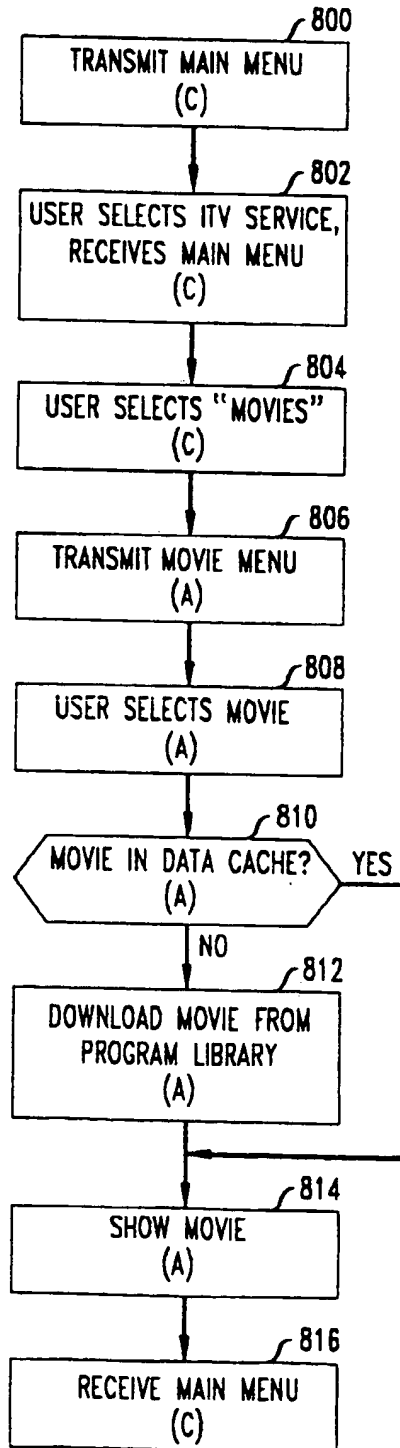 800
TRANSMIT MAIN MENU
(C)
802
USER SELECTS ITV SERVICE,
RECEIVES MAIN MENU
(C)
804
USER SELECTS "MOVIES"
(C)
806
TRANSMIT MOVIE MENU
(A)
808
USER SELECTS MOVIE
(A)
810
MOVIE IN DATA CACHE?
(A)
YES
NO
812
DOWNLOAD MOVIE FROM
PROGRAM LIBRARY
(A)
814
SHOW MOVIE
(A)
816
RECEIVE MAIN MENU
(C)